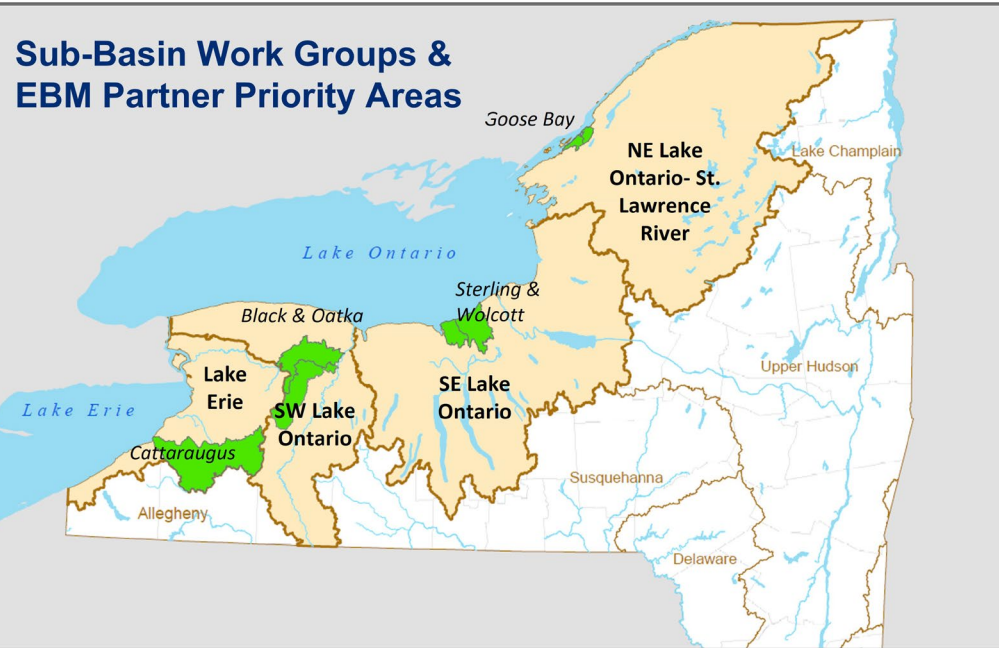 Sub-Basin Work Groups &
EBM Partner Priority Areas
Goose Bay
NE Lake
Ontario- St.
Lawrence
River
Lake Champlain
Lake Ontario
Sterling &
Wolcott
Black & Oatka
Lake
Erie
SE Lake
Ontario
Upper Hudson
Lake Erie
SW Lake
Ontario
Cattaraugus
Susquehanna
Allegheny
Delaware